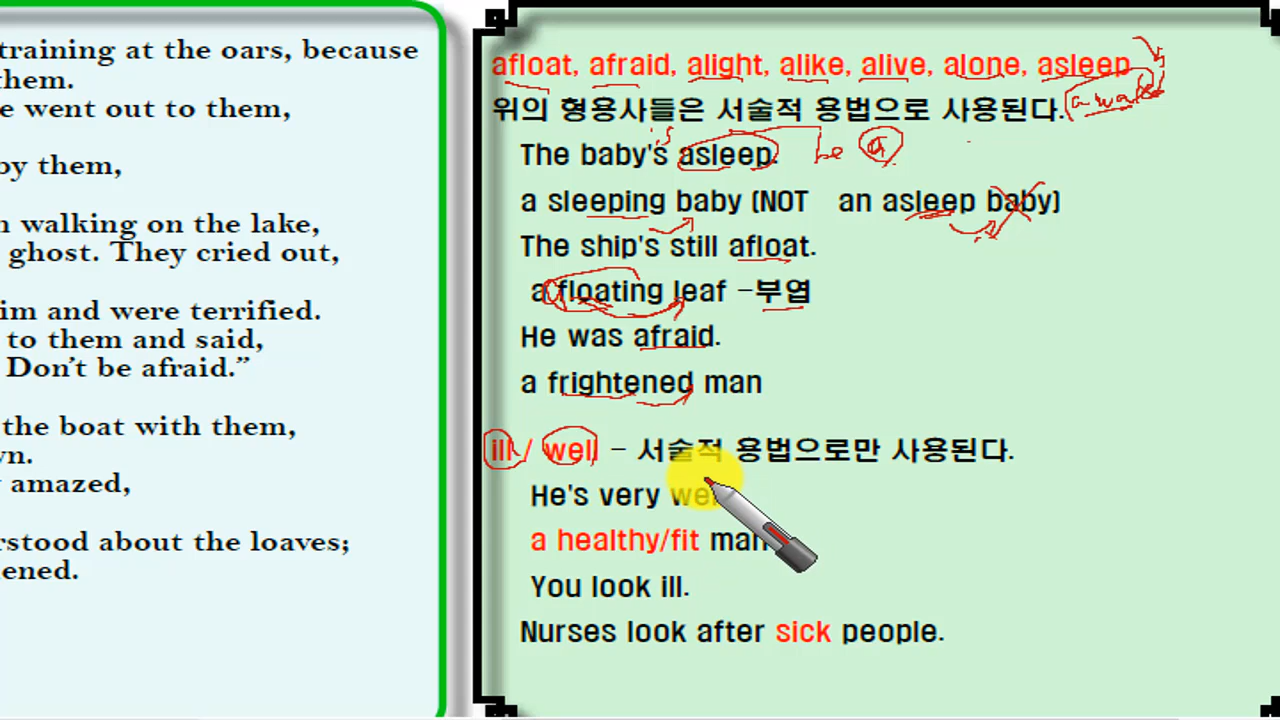 training at the oars, because
them.
e went out to them,
by them,
n walking on the lake,
ghost. They cried out,
im and were terrified.
to them and said,
Don't be afraid.”
the boat with them,
wn.
amazed,
rstood about the loaves;
ened.
afloat, afraid, alight, alike, alive, alone, asleep
위의 형용사들은 서술적 용법으로 사용된다.
The baby's asleep. be a
is
a sleeping baby (NOT an asleep baby)
The ship's still afloat.
a floating leaf -부엽
He was afraid.
a frightened man
ill / well - 서술적 용법으로만 사용된다.
He's very
a healthy/fit man
You look ill.
Nurses look after sick people.